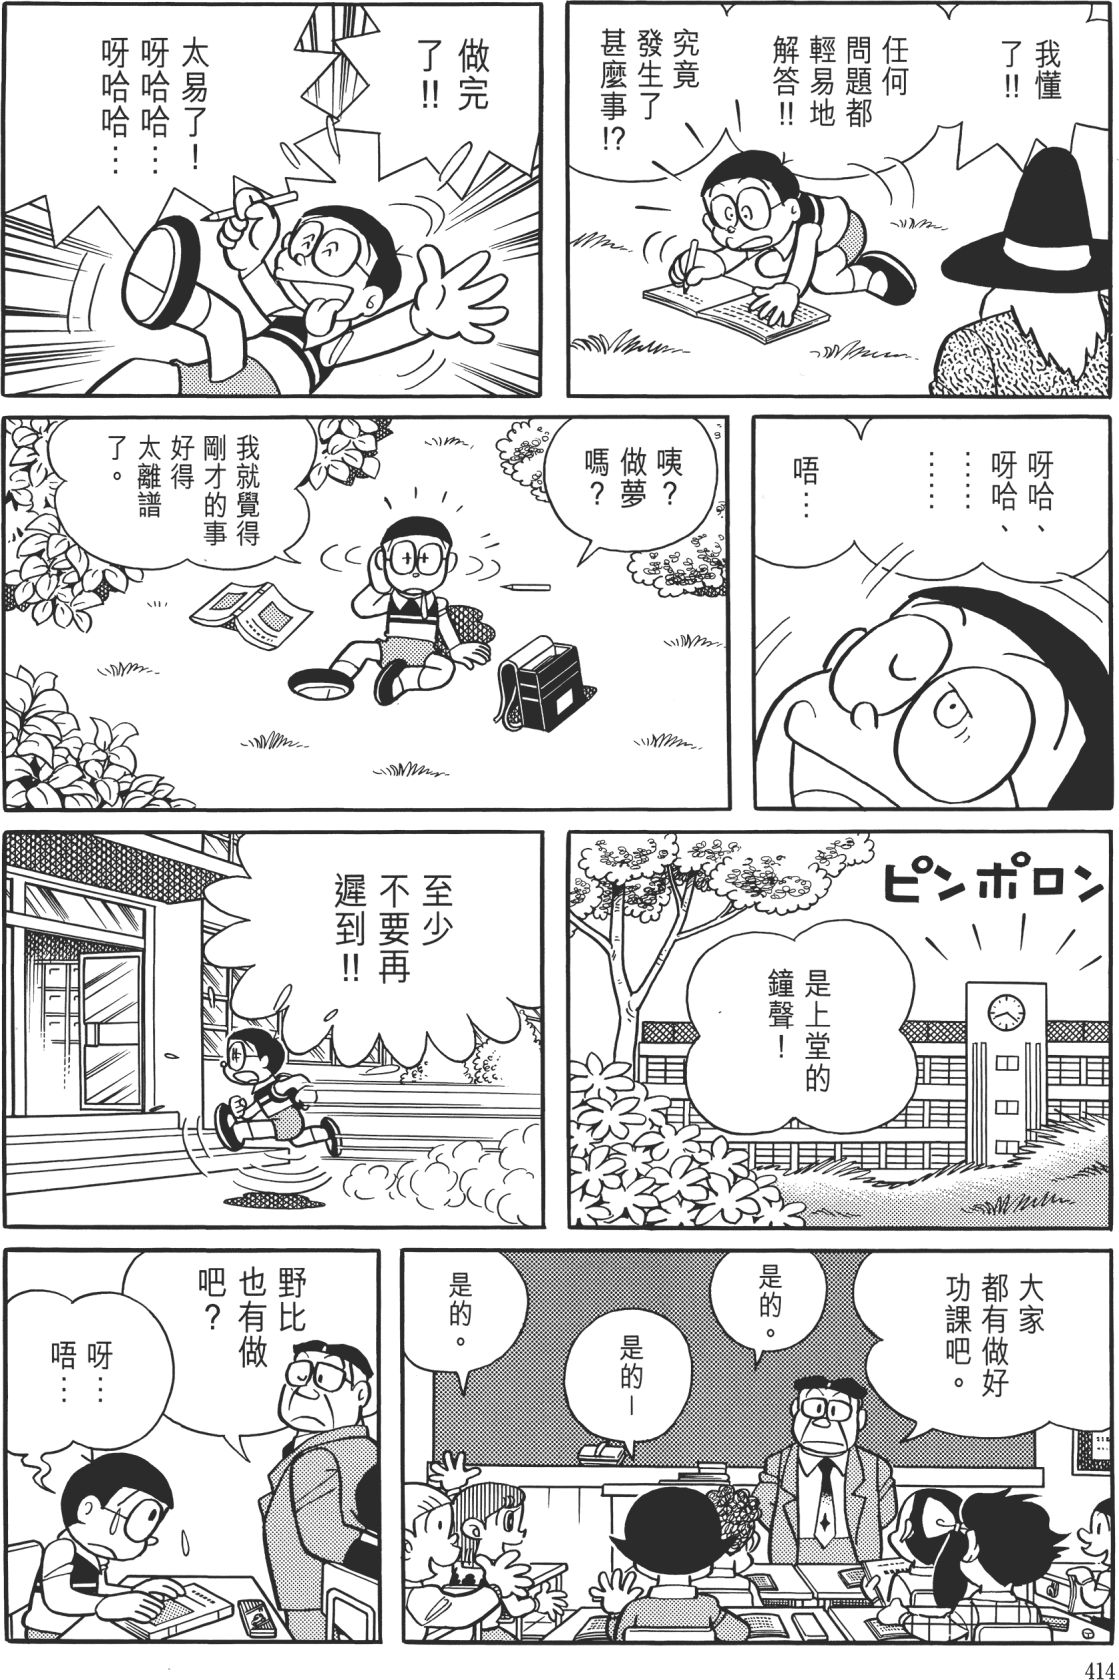 我懂
了!!
任何
問題都
輕易地
解答!!
究竟
發生了
甚麼事!?
做完
了!!
太易了！
呀哈哈…
呀哈哈…
呀哈、
呀哈、
……
……
唔…
咦？
做夢
嗎？
我就覺得
剛才的事
好得
太離譜
了。
ピンポロン
是上堂的
鐘聲！
至少
不要再
遲到!!
大家
都有做好
功課吧。
是的。
是的－
是的。
野比
也有做
吧？
呀…
唔…
414